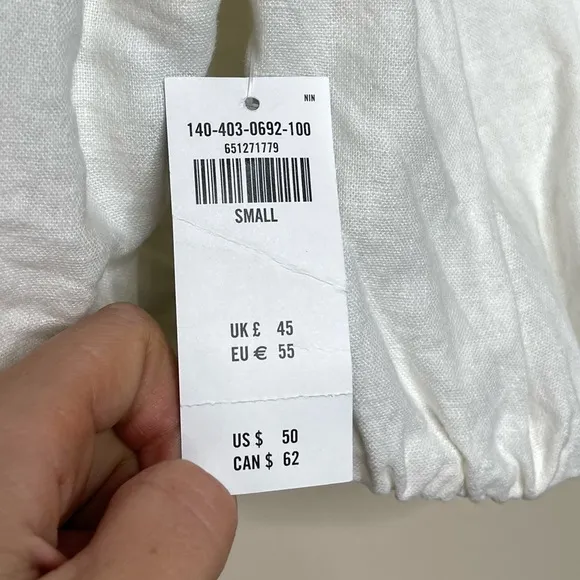 NIN
140-403-0692-100
651271779
SMALL
UK £ 45
EU € 55
US $ 50
CAN $ 62